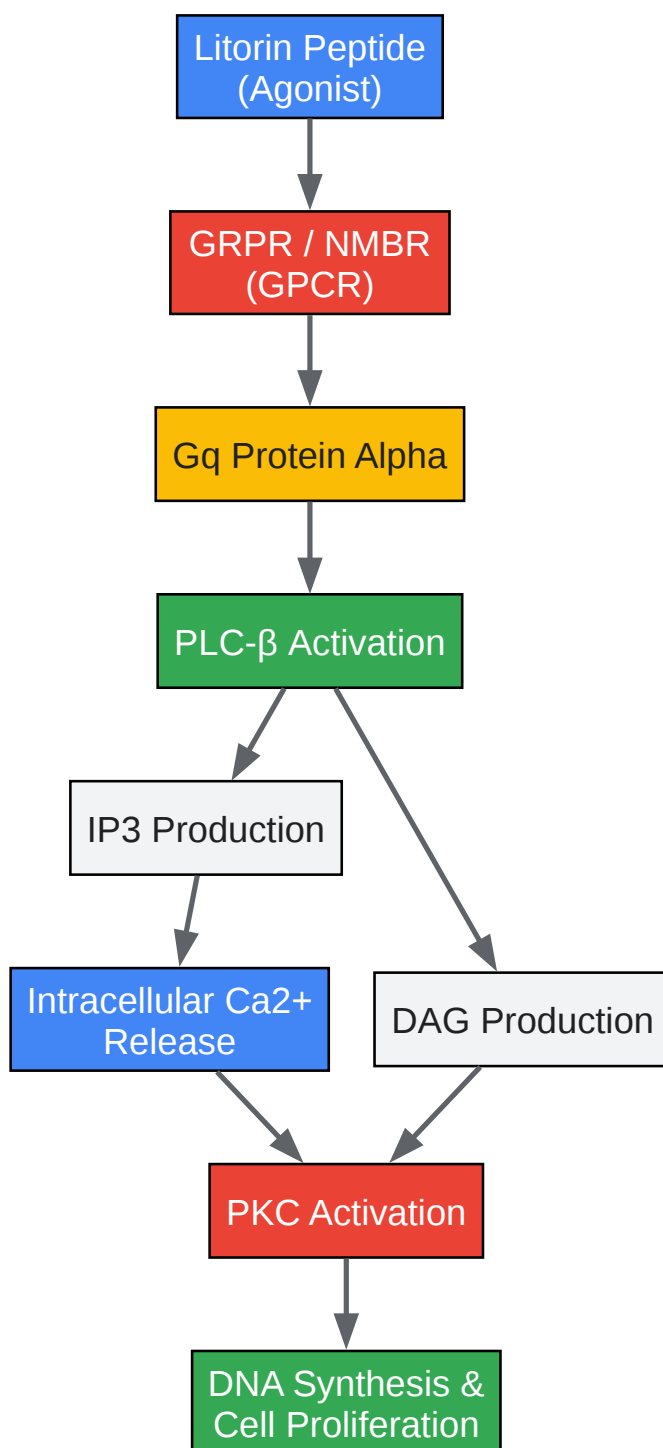 Litorin Peptide
(Agonist)
GRPR / NMBR
(GPCR)
Gq Protein Alpha
PLC-β Activation
IP3 Production
Intracellular Ca2+
Release
DAG Production
PKC Activation
DNA Synthesis &
Cell Proliferation